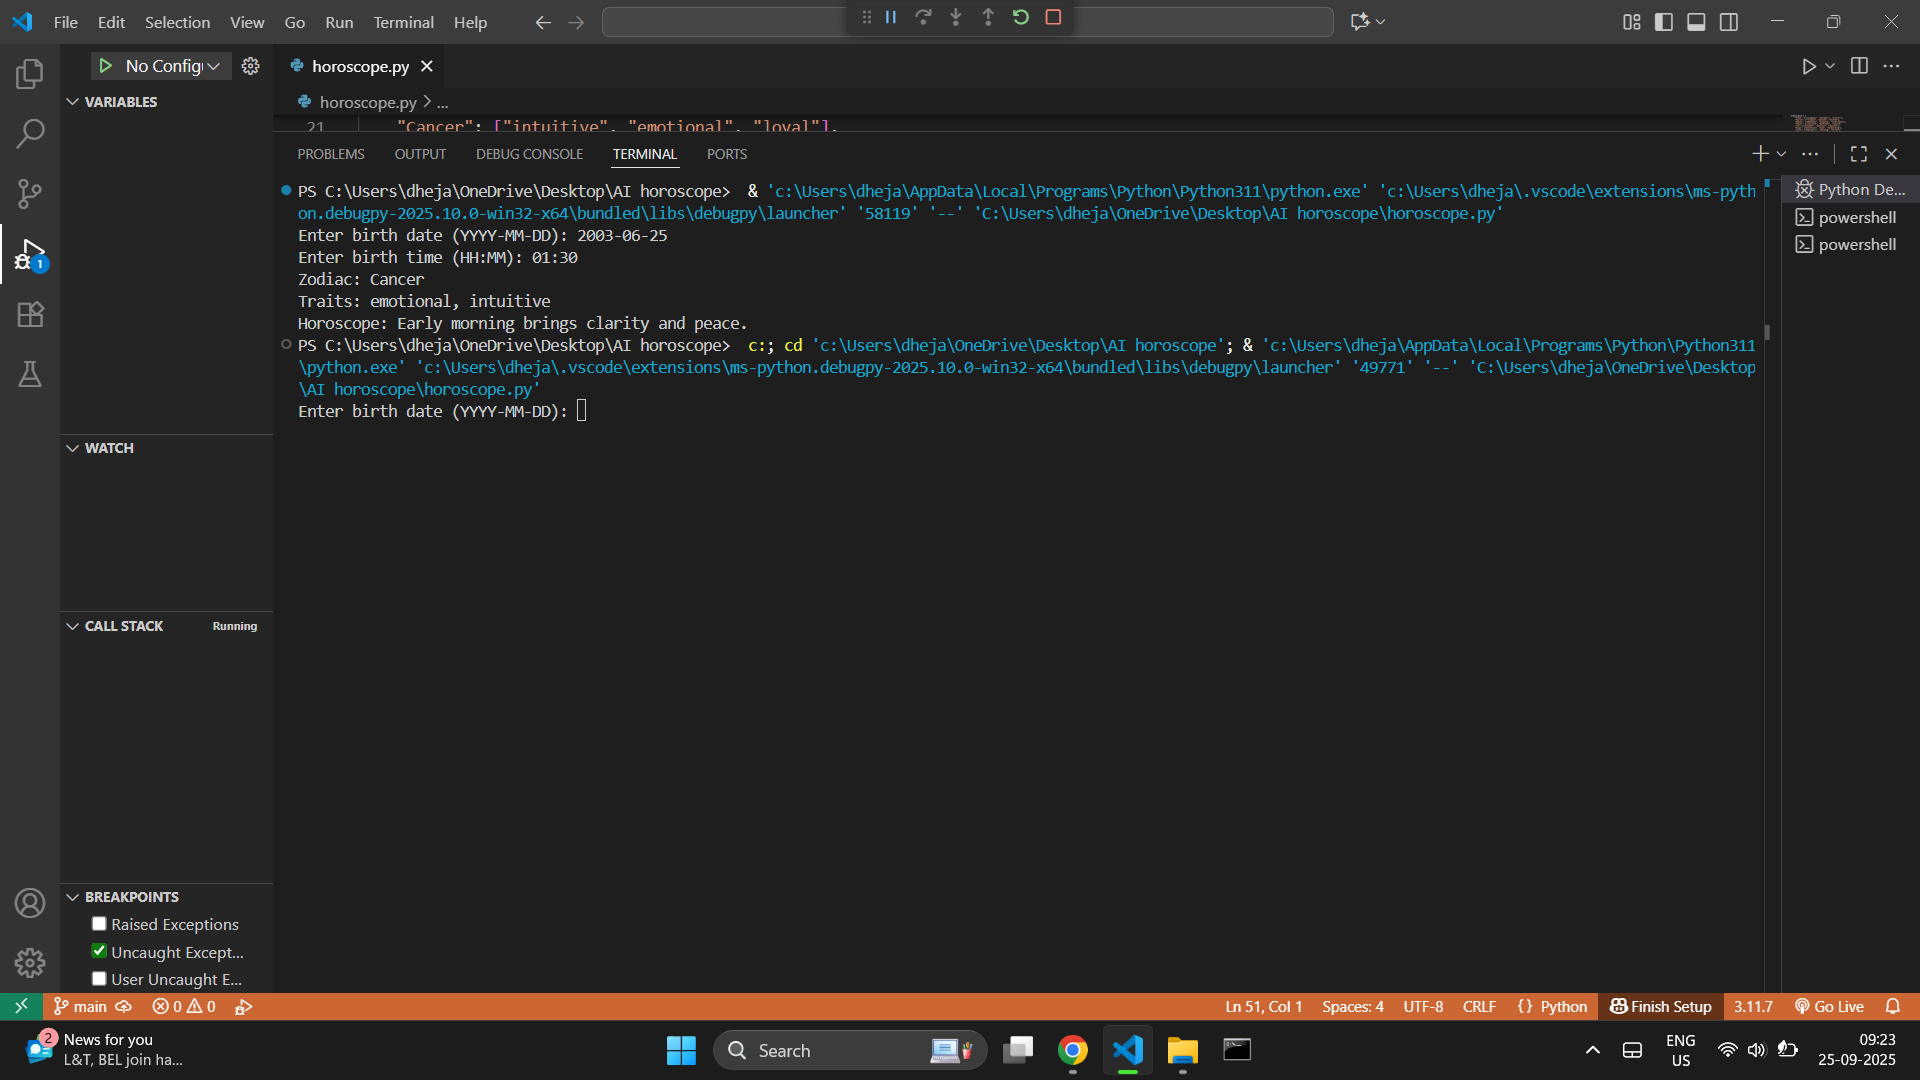 File Edit Selection View Go Run Terminal Help
No Config
horoscope.py
VARIABLES
horoscope.py > ...
21 "Cancer": ["intuitive", "emotional", "loyal"],
PROBLEMS OUTPUT DEBUG CONSOLE TERMINAL PORTS
PS C:\Users\dheja\OneDrive\Desktop\AI horoscope> & 'c:\Users\dheja\AppData\Local\Programs\Python\Python311\python.exe' 'c:\Users\dheja\.vscode\extensions\ms-pyth
on.debugpy-2025.10.0-win32-x64\bundled\libs\debugpy\launcher' '58119' '--' 'C:\Users\dheja\OneDrive\Desktop\AI horoscope\horoscope.py'
Enter birth date (YYYY-MM-DD): 2003-06-25
Enter birth time (HH:MM): 01:30
Zodiac: Cancer
Traits: emotional, intuitive
Horoscope: Early morning brings clarity and peace.
PS C:\Users\dheja\OneDrive\Desktop\AI horoscope> c:; cd 'c:\Users\dheja\OneDrive\Desktop\AI horoscope'; & 'c:\Users\dheja\AppData\Local\Programs\Python\Python311
\python.exe' 'c:\Users\dheja\.vscode\extensions\ms-python.debugpy-2025.10.0-win32-x64\bundled\libs\debugpy\launcher' '49771' '--' 'C:\Users\dheja\OneDrive\Desktop
\AI horoscope\horoscope.py'
Enter birth date (YYYY-MM-DD):
Python De...
powershell
powershell
1
WATCH
CALL STACK Running
BREAKPOINTS
Raised Exceptions
Uncaught Except...
User Uncaught E...
main 0 0 Ln 51, Col 1 Spaces: 4 UTF-8 CRLF {} Python Finish Setup 3.11.7 Go Live
2
News for you
L&T, BEL join ha...
Search
ENG
US
09:23
25-09-2025